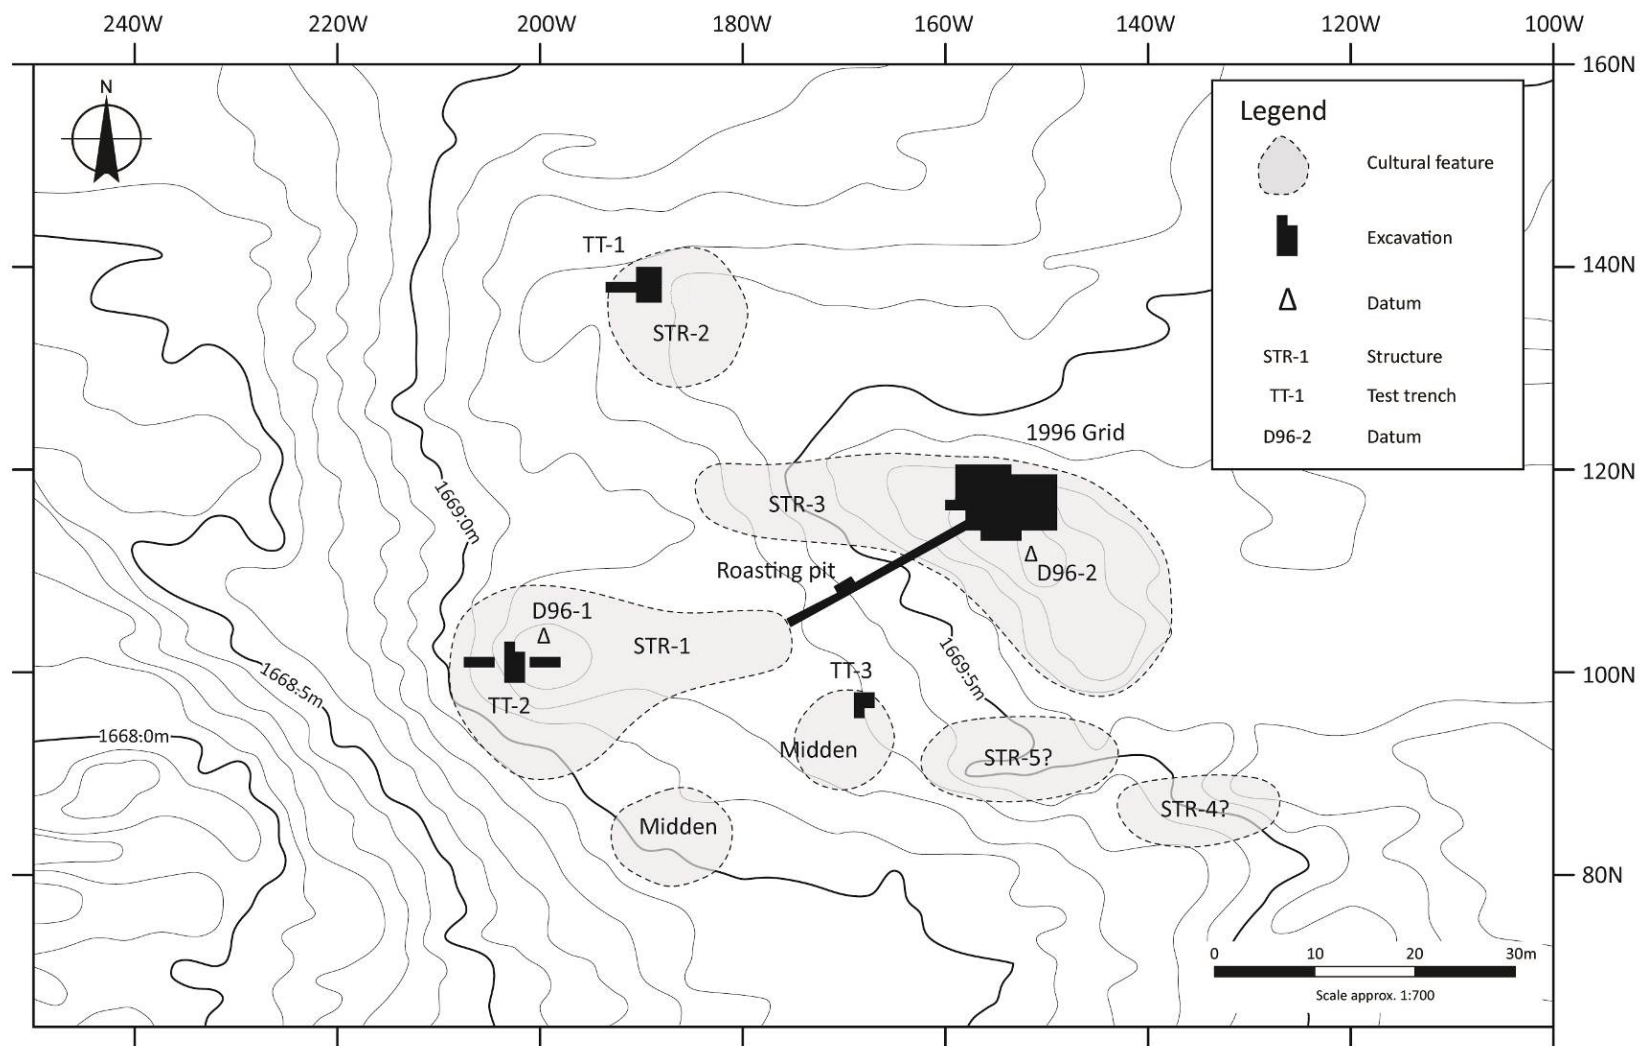 240W 220W 200W 180W 160W 140W 120W 100W
160N
N
Legend
Cultural feature
Excavation
Δ Datum
STR-1 Structure
TT-1 Test trench
D96-2 Datum
TT-1
140N
STR-2
1996 Grid
120N
STR-3
1669.0m
Δ
D96-2
Roasting pit
D96-1
Δ
STR-1
TT-3
1669.5m
100N
1668.5m
TT-2
1668.0m
Midden
STR-5?
STR-4?
Midden
80N
0 10 20 30m
Scale approx. 1:700